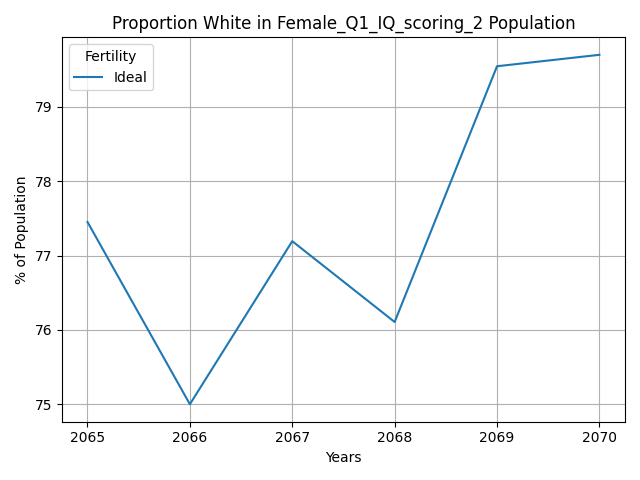 Proportion White in Female_Q1_IQ_scoring_2 Population
Fertility
Ideal
% of Population
79
78
77
76
75
2065 2066 2067 2068 2069 2070
Years